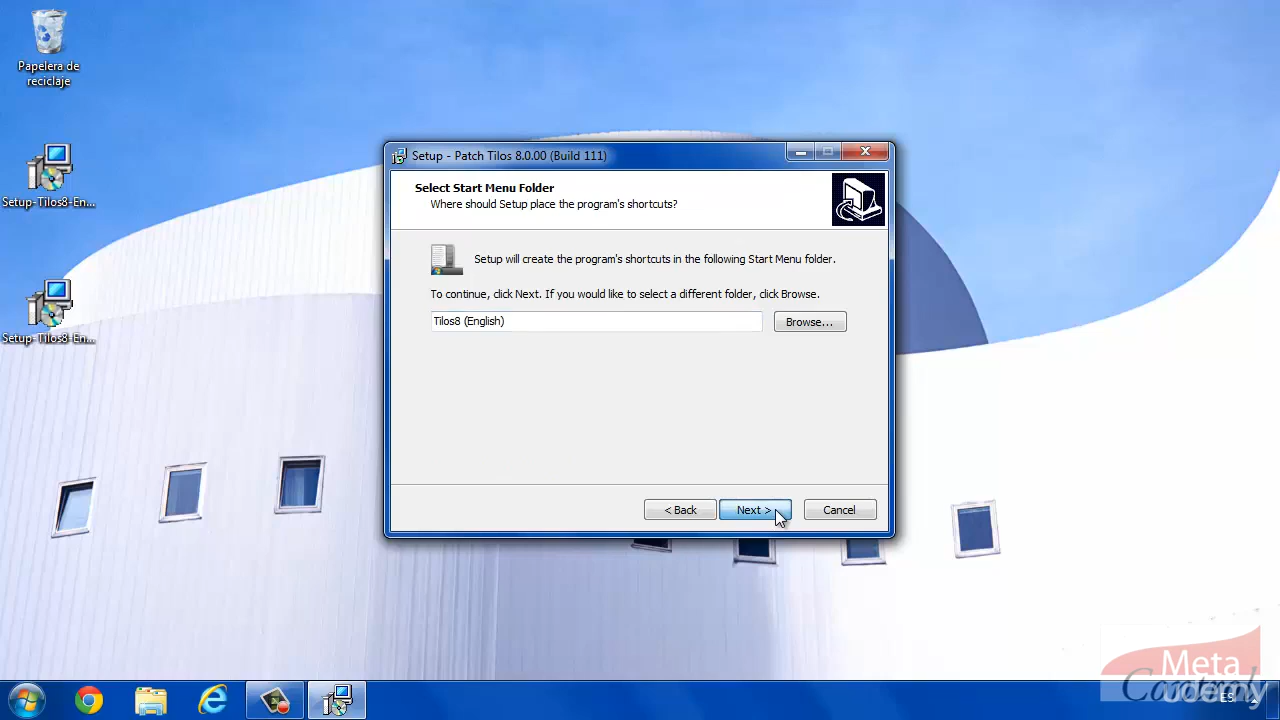 Papelera de
reciclaje
Setup-Tilos8-En...
Setup-Tilos8-En...
Setup - Patch Tilos 8.0.00 (Build 111)
Select Start Menu Folder
Where should Setup place the program's shortcuts?
Setup will create the program's shortcuts in the following Start Menu folder.
To continue, click Next. If you would like to select a different folder, click Browse.
Tilos8 (English)
Browse...
< Back
Next >
Cancel
Meta
Udemy
ES